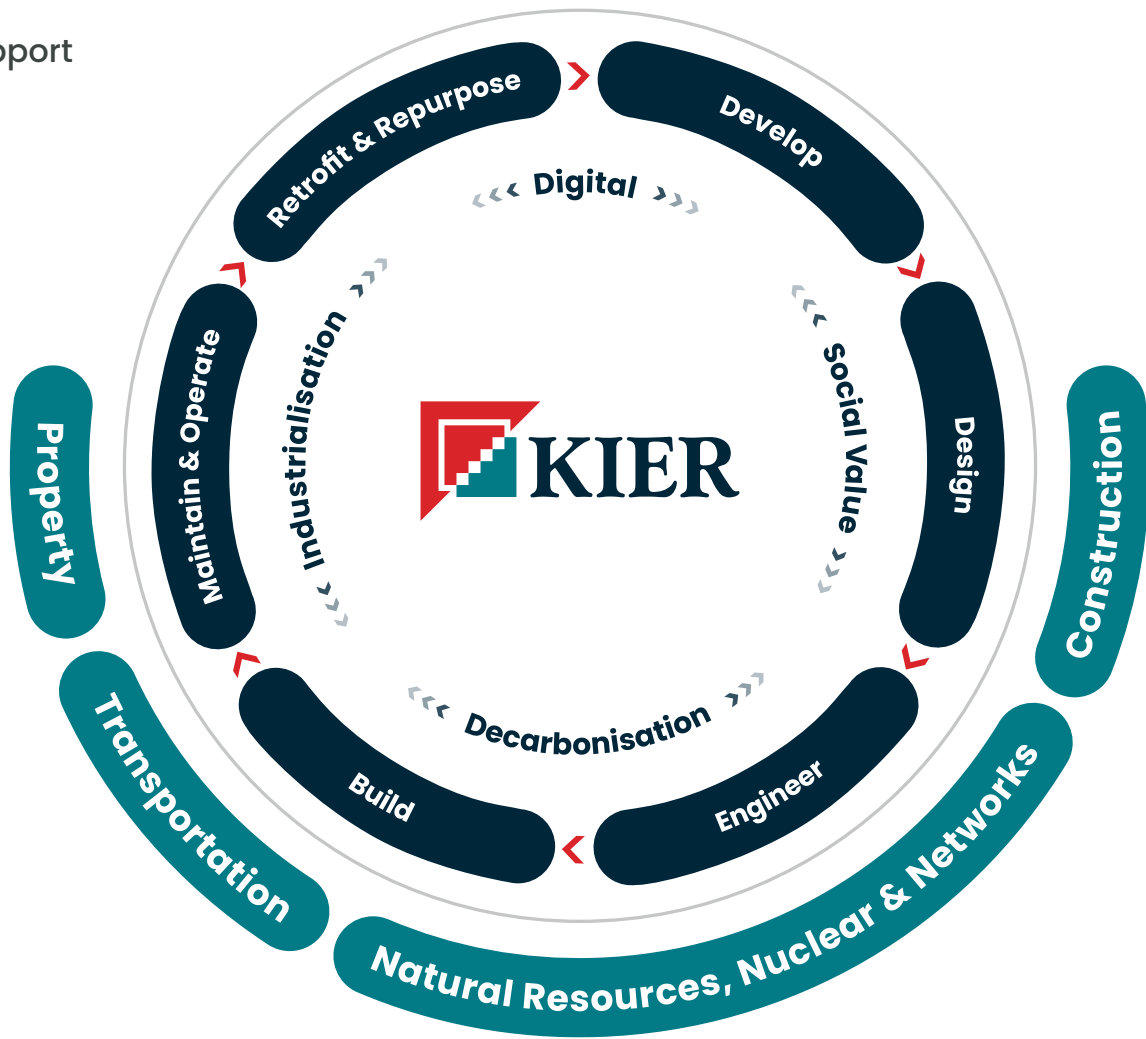 Retrofit & Repurpose
Develop
Design
Engineer
Build
Maintain & Operate
Digital
Social Value
Decarbonisation
Industrialisation
KIER
Property
Transportation
Natural Resources, Nuclear & Networks
Construction